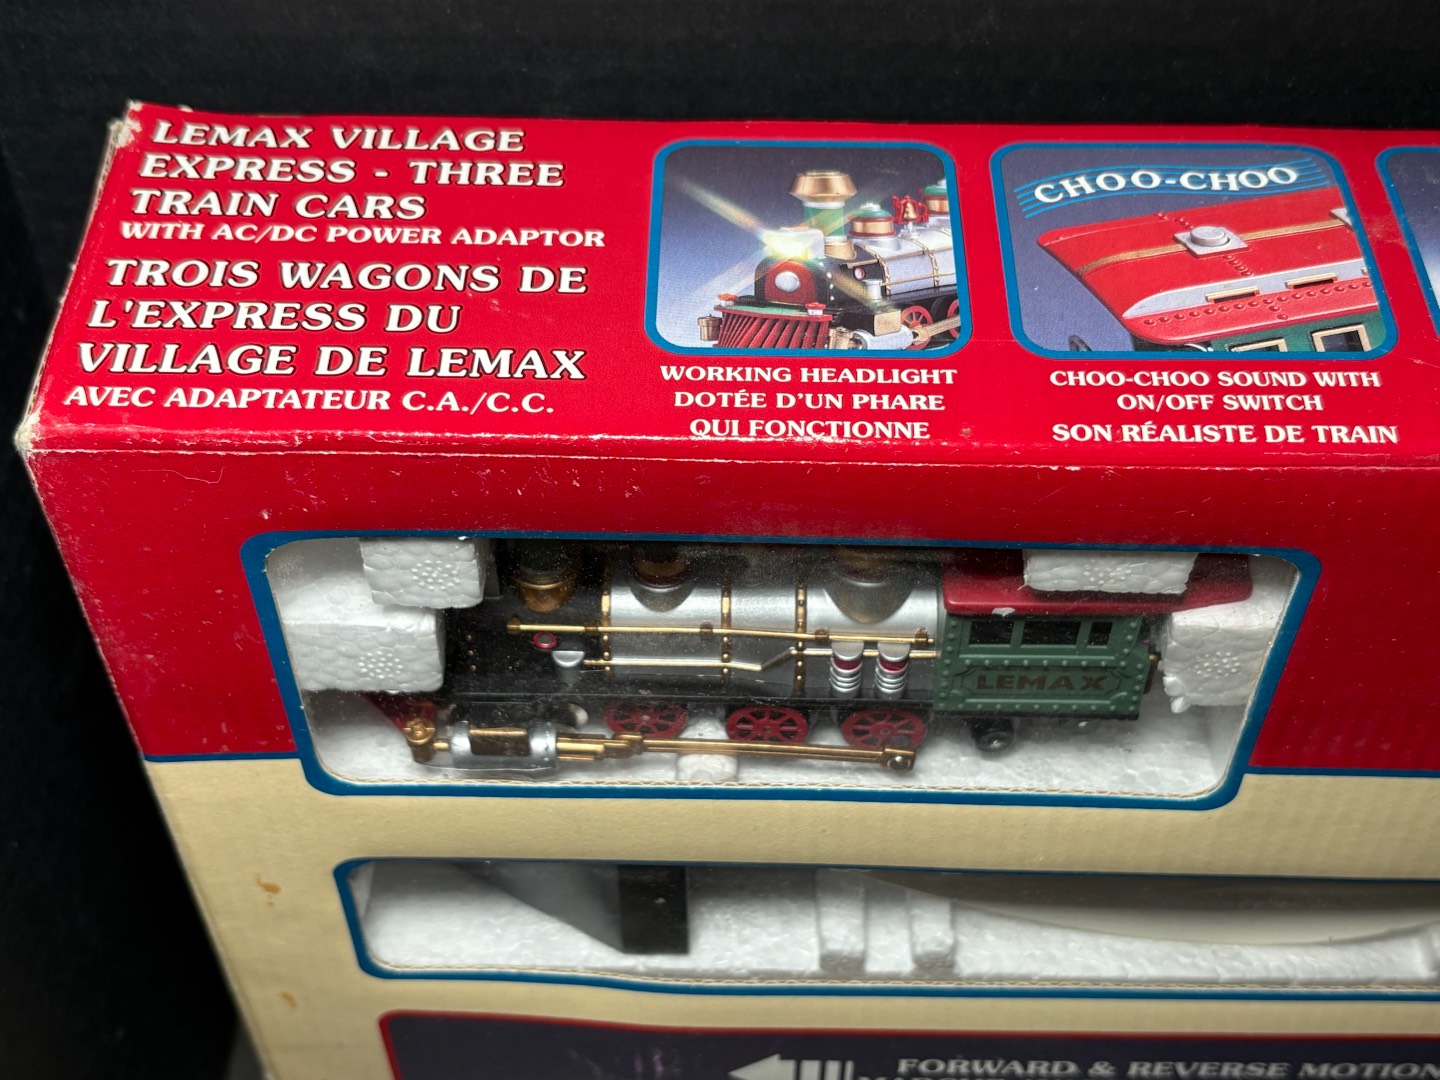 LEMAX VILLAGE
EXPRESS - THREE
TRAIN CARS
WITH AC/DC POWER ADAPTOR
TROIS WAGONS DE
L'EXPRESS DU
VILLAGE DE LEMAX
AVEC ADAPTATEUR C.A./C.C.
WORKING HEADLIGHT
DOTÉE D'UN PHARE
QUI FONCTIONNE
CHOO-CHOO
CHOO-CHOO SOUND WITH
ON/OFF SWITCH
SON RÉALISTE DE TRAIN
LEMAX
FORWARD & REVERSE MOTION